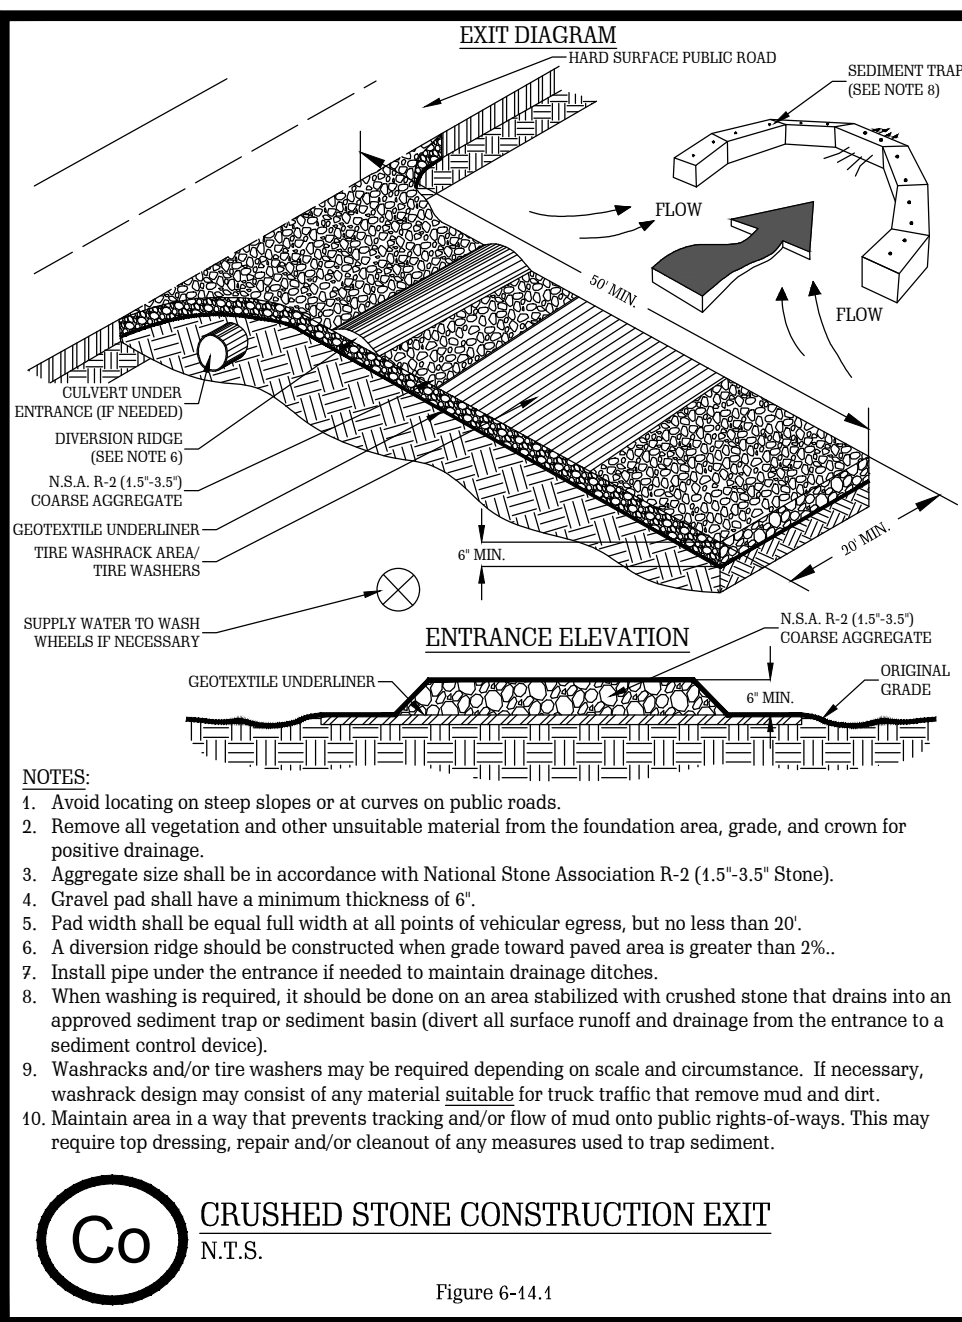 EXIT DIAGRAM
HARD SURFACE PUBLIC ROAD
SEDIMENT TRAP
(SEE NOTE 8)
FLOW
50' MIN.
FLOW
CULVERT UNDER
ENTRANCE (IF NEEDED)
DIVERSION RIDGE
(SEE NOTE 6)
N.S.A. R-2 (1.5"-3.5")
COARSE AGGREGATE
GEOTEXTILE UNDERLINER
TIRE WASHRACK AREA/
TIRE WASHERS
6" MIN.
20' MIN.
SUPPLY WATER TO WASH
WHEELS IF NECESSARY
ENTRANCE ELEVATION
N.S.A. R-2 (1.5"-3.5")
COARSE AGGREGATE
GEOTEXTILE UNDERLINER
6" MIN.
ORIGINAL
GRADE
NOTES:
1. Avoid locating on steep slopes or at curves on public roads.
2. Remove all vegetation and other unsuitable material from the foundation area, grade, and crown for
positive drainage.
3. Aggregate size shall be in accordance with National Stone Association R-2 (1.5"-3.5" Stone).
4. Gravel pad shall have a minimum thickness of 6".
5. Pad width shall be equal full width at all points of vehicular egress, but no less than 20'.
6. A diversion ridge should be constructed when grade toward paved area is greater than 2%..
7. Install pipe under the entrance if needed to maintain drainage ditches.
8. When washing is required, it should be done on an area stabilized with crushed stone that drains into an
approved sediment trap or sediment basin (divert all surface runoff and drainage from the entrance to a
sediment control device).
9. Washracks and/or tire washers may be required depending on scale and circumstance. If necessary,
washrack design may consist of any material suitable for truck traffic that remove mud and dirt.
10. Maintain area in a way that prevents tracking and/or flow of mud onto public rights-of-ways. This may
require top dressing, repair and/or cleanout of any measures used to trap sediment.
Co
CRUSHED STONE CONSTRUCTION EXIT
N.T.S.
Figure 6-14.1